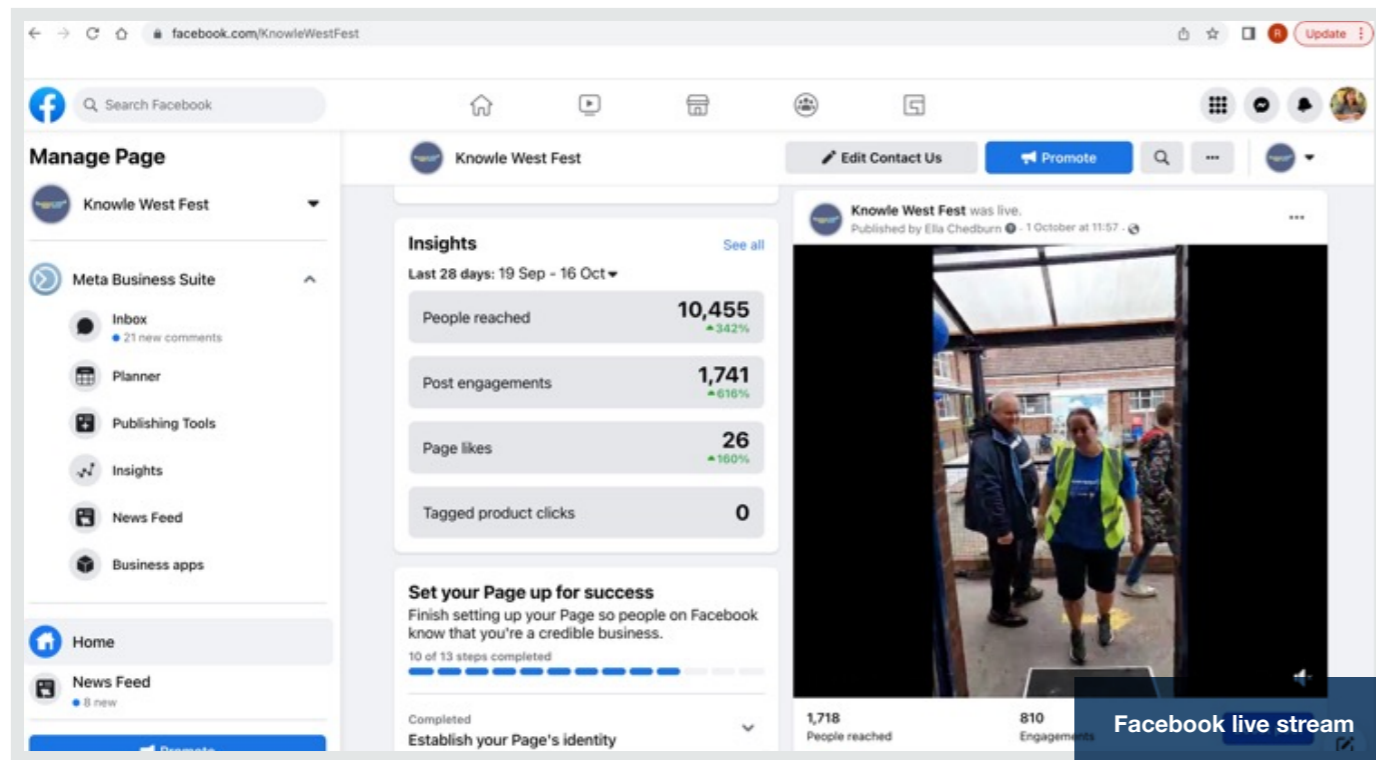 facebook.com/KnowleWestFest
Update
Search Facebook
Manage Page
Knowle West Fest
Meta Business Suite
Inbox
21 new comments
Planner
Publishing Tools
Insights
News Feed
Business apps
Home
News Feed
8 new
Promote
Knowle West Fest
Edit Contact Us
Promote
Insights
See all
Last 28 days: 19 Sep - 16 Oct
People reached 10,455
342%
Post engagements 1,741
616%
Page likes 26
160%
Tagged product clicks 0
Set your Page up for success
Finish setting up your Page so people on Facebook
know that you're a credible business.
10 of 13 steps completed
Completed
Establish your Page's identity
Knowle West Fest was live.
Published by Ella Chedburn · 1 October at 11:57 ·
1,718
People reached
810
Engagements
Facebook live stream